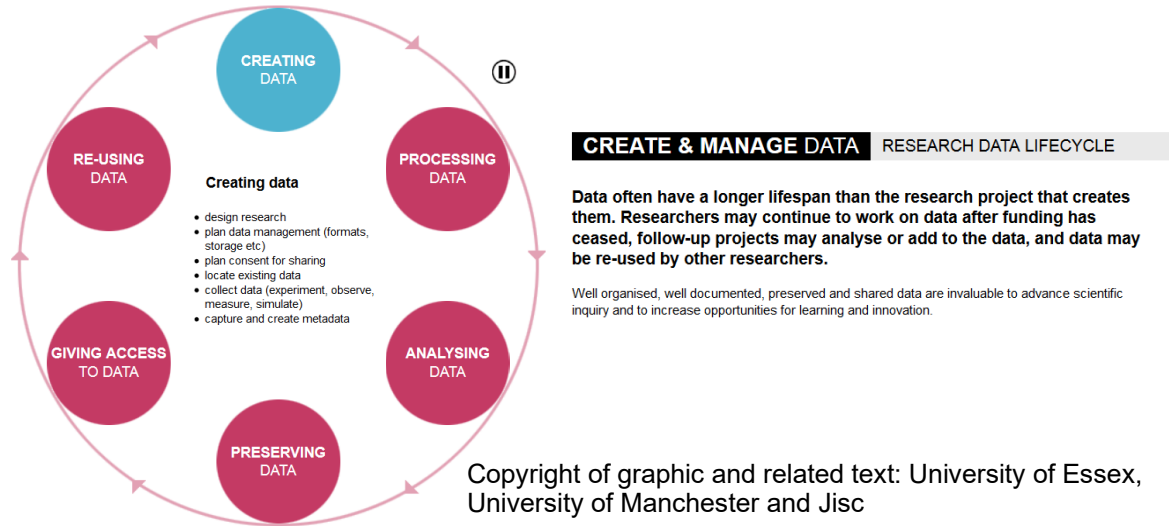 CREATING
DATA
PROCESSING
DATA
ANALYSING
DATA
PRESERVING
DATA
GIVING ACCESS
TO DATA
RE-USING
DATA
Creating data
• design research
• plan data management (formats,
storage etc)
• plan consent for sharing
• locate existing data
• collect data (experiment, observe,
measure, simulate)
• capture and create metadata
CREATE & MANAGE DATA RESEARCH DATA LIFECYCLE
Data often have a longer lifespan than the research project that creates
them. Researchers may continue to work on data after funding has
ceased, follow-up projects may analyse or add to the data, and data may
be re-used by other researchers.
Well organised, well documented, preserved and shared data are invaluable to advance scientific
inquiry and to increase opportunities for learning and innovation.
Copyright of graphic and related text: University of Essex,
University of Manchester and Jisc